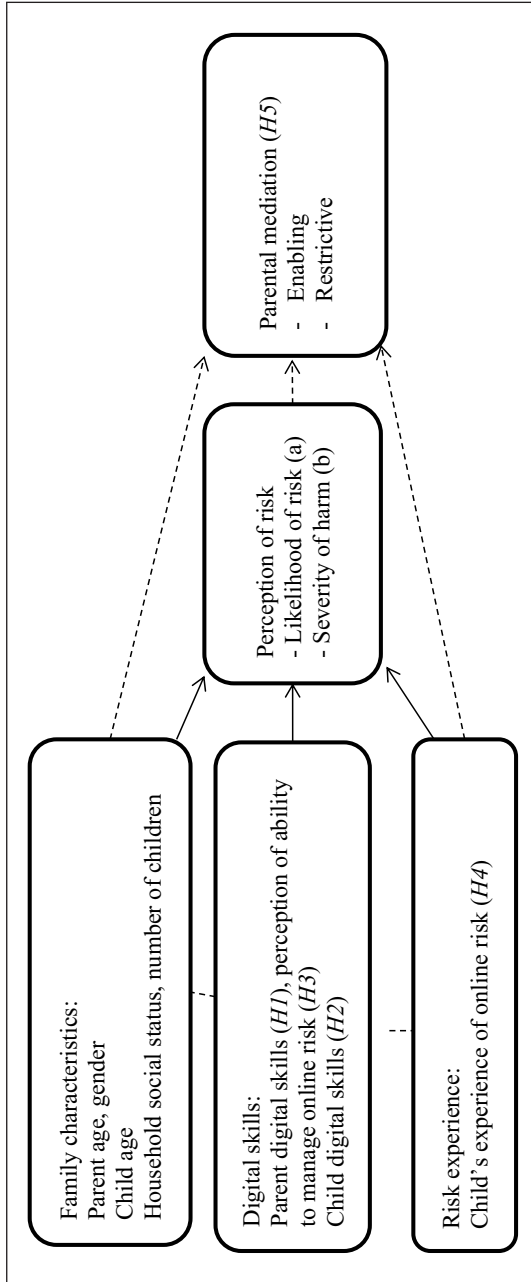 Family characteristics:
Parent age, gender
Child age
Household social status, number of children
Digital skills:
Parent digital skills (H1), perception of ability
to manage online risk (H3)
Child digital skills (H2)
Risk experience:
Child’s experience of online risk (H4)
Perception of risk
- Likelihood of risk (a)
- Severity of harm (b)
Parental mediation (H5)
- Enabling
- Restrictive